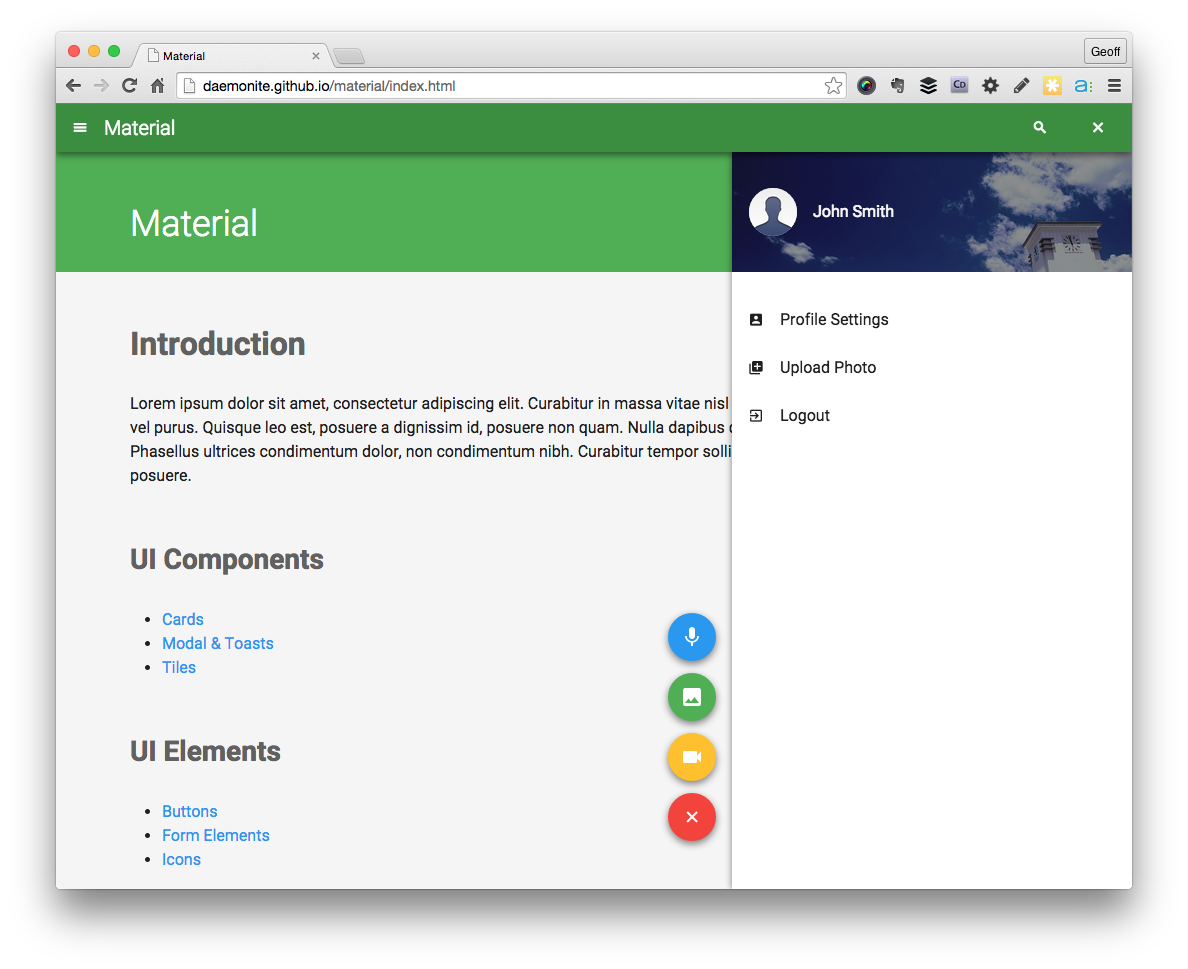 Material
Geoff
daemonite.github.io/material/index.html
CD
a:
Material
Material
John Smith
Introduction
Lorem ipsum dolor sit amet, consectetur adipiscing elit. Curabitur in massa vitae nisl
vel purus. Quisque leo est, posuere a dignissim id, posuere non quam. Nulla dapibus
Phasellus ultrices condimentum dolor, non condimentum nibh. Curabitur tempor solli
posuere.
Profile Settings
Upload Photo
Logout
UI Components
Cards
Modal & Toasts
Tiles
UI Elements
Buttons
Form Elements
Icons